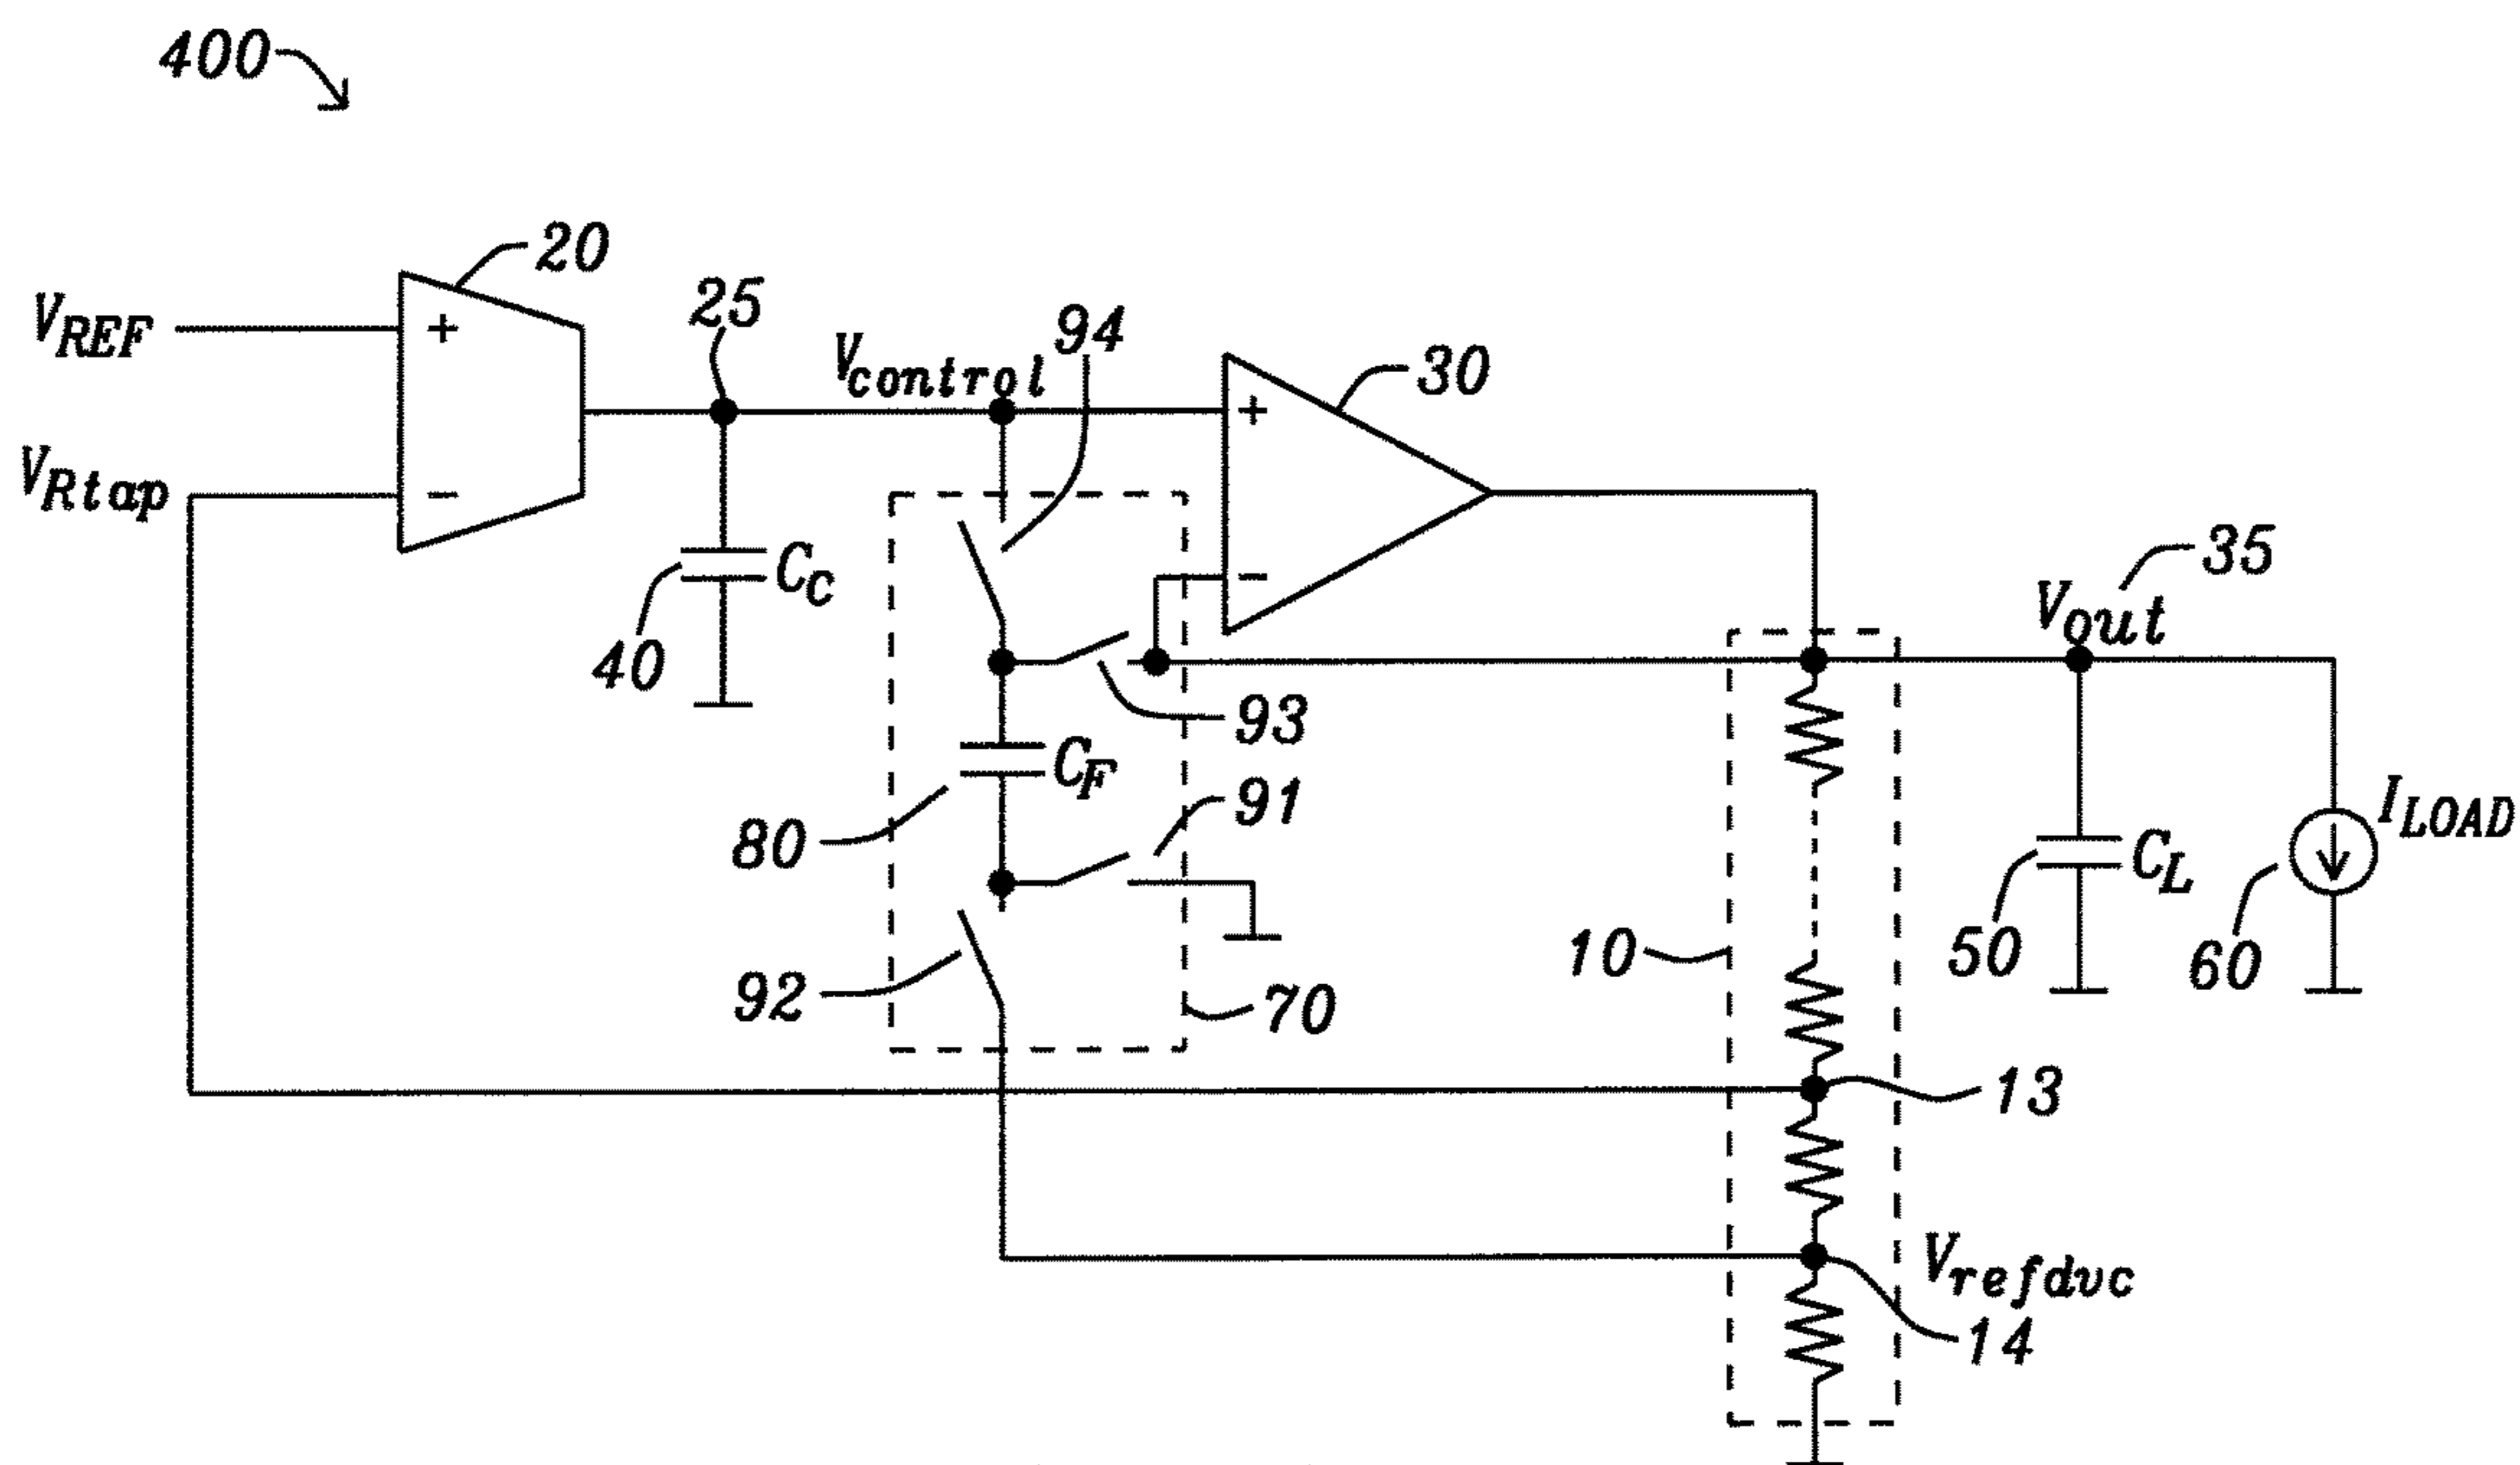 400
20
V_REF
+
25
V_control
94
30
+
V_Rtap
-
-
35
V_out
C_C
40
93
C_F
91
80
I_LOAD
C_L
10
50
60
92
70
13
V_refdvc
14